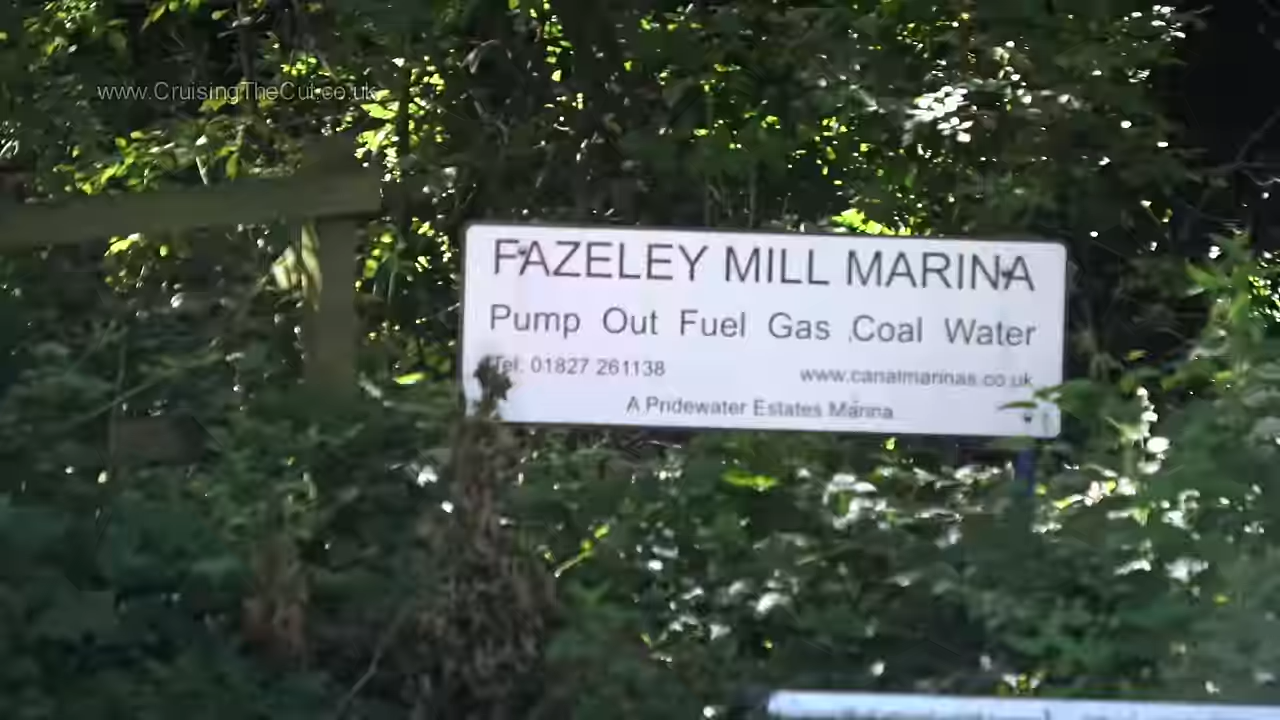 www.CruisingTheCut.co.uk
FAZELEY MILL MARINA
Pump Out Fuel Gas Coal Water
Tel: 01827 261138
www.canalmarinas.co.uk
A Pridewater Estates Marina